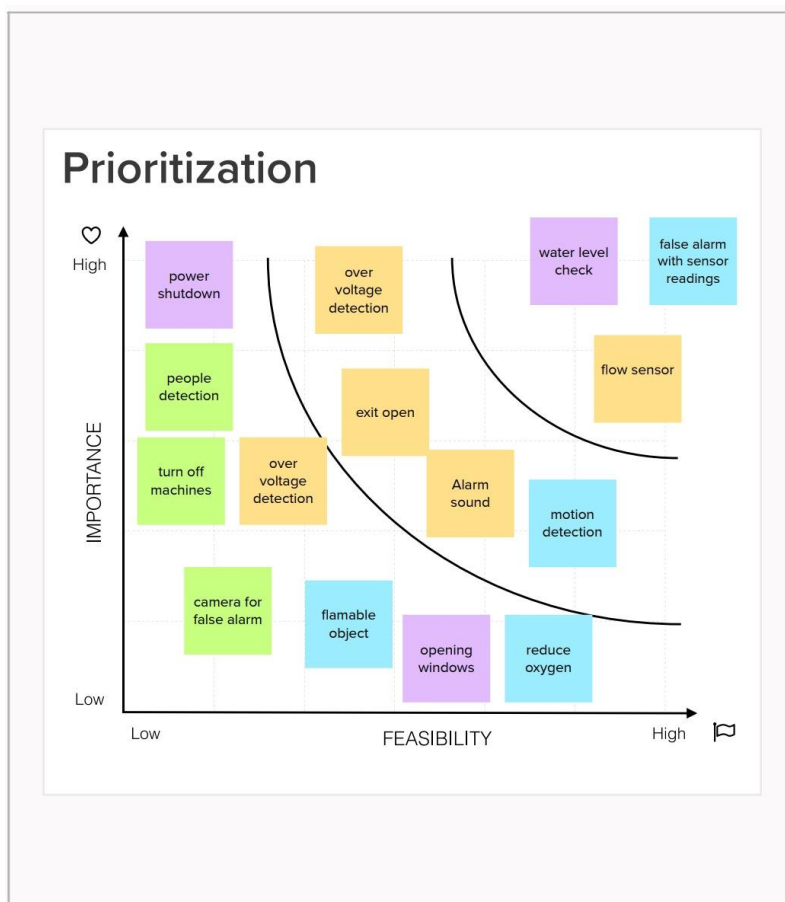 Prioritization
High
power
shutdown
over
voltage
detection
water level
check
false alarm
with sensor
readings
people
detection
exit open
flow sensor
IMPORTANCE
turn off
machines
over
voltage
detection
Alarm
sound
motion
detection
camera for
false alarm
flamable
object
opening
windows
reduce
oxygen
Low
Low
FEASIBILITY
High